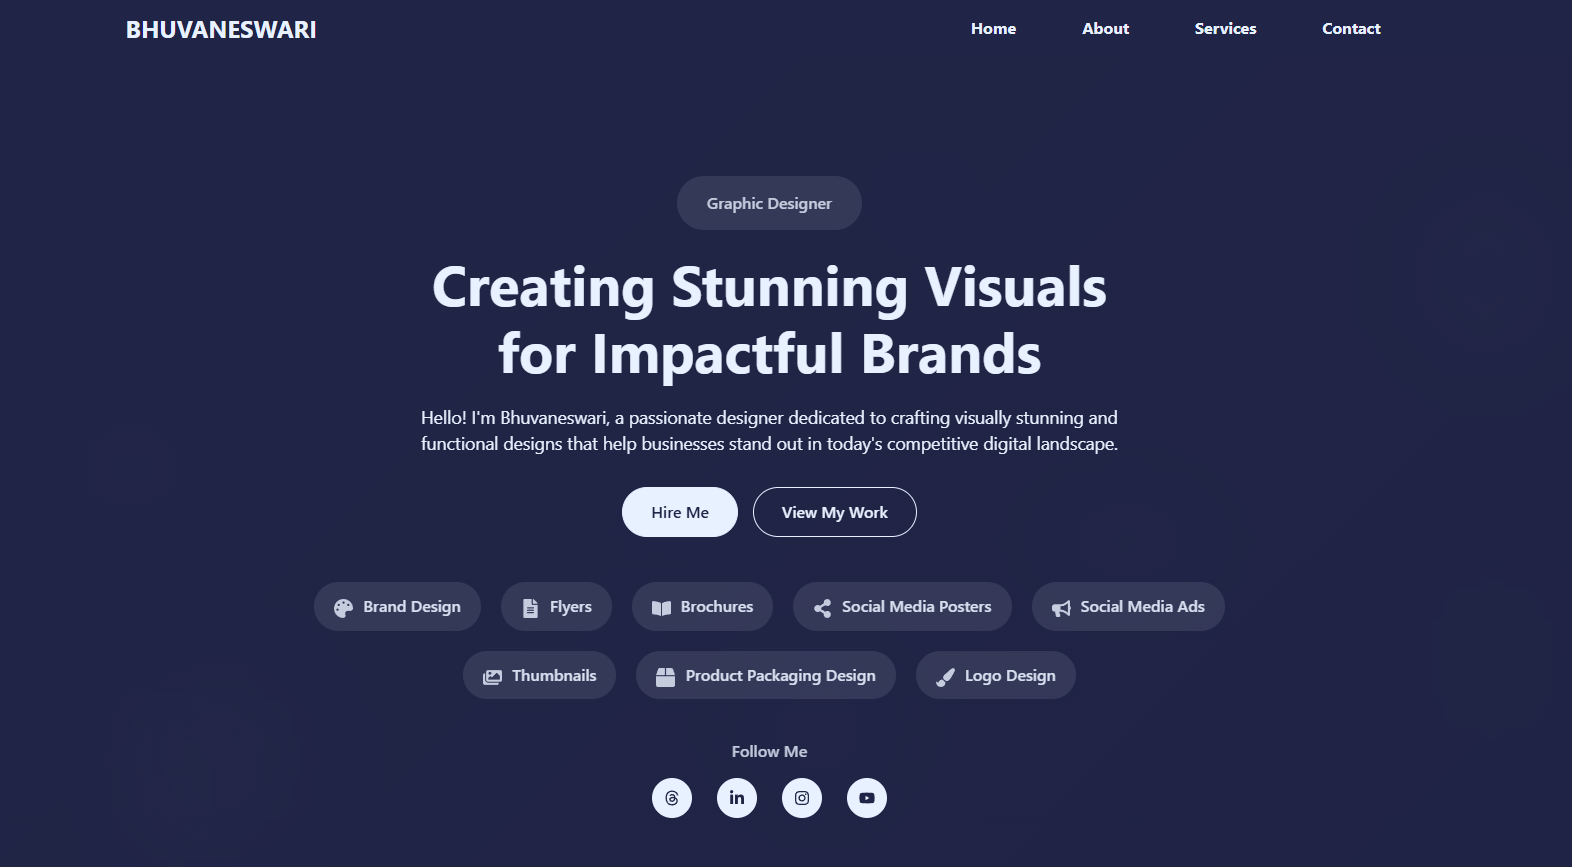 BHUVANESWARI
Home
About
Services
Contact
Graphic Designer
Creating Stunning Visuals
for Impactful Brands
Hello! I'm Bhuvaneswari, a passionate designer dedicated to crafting visually stunning and
functional designs that help businesses stand out in today's competitive digital landscape.
Hire Me
View My Work
Brand Design
Flyers
Brochures
Social Media Posters
Social Media Ads
Thumbnails
Product Packaging Design
Logo Design
Follow Me
in